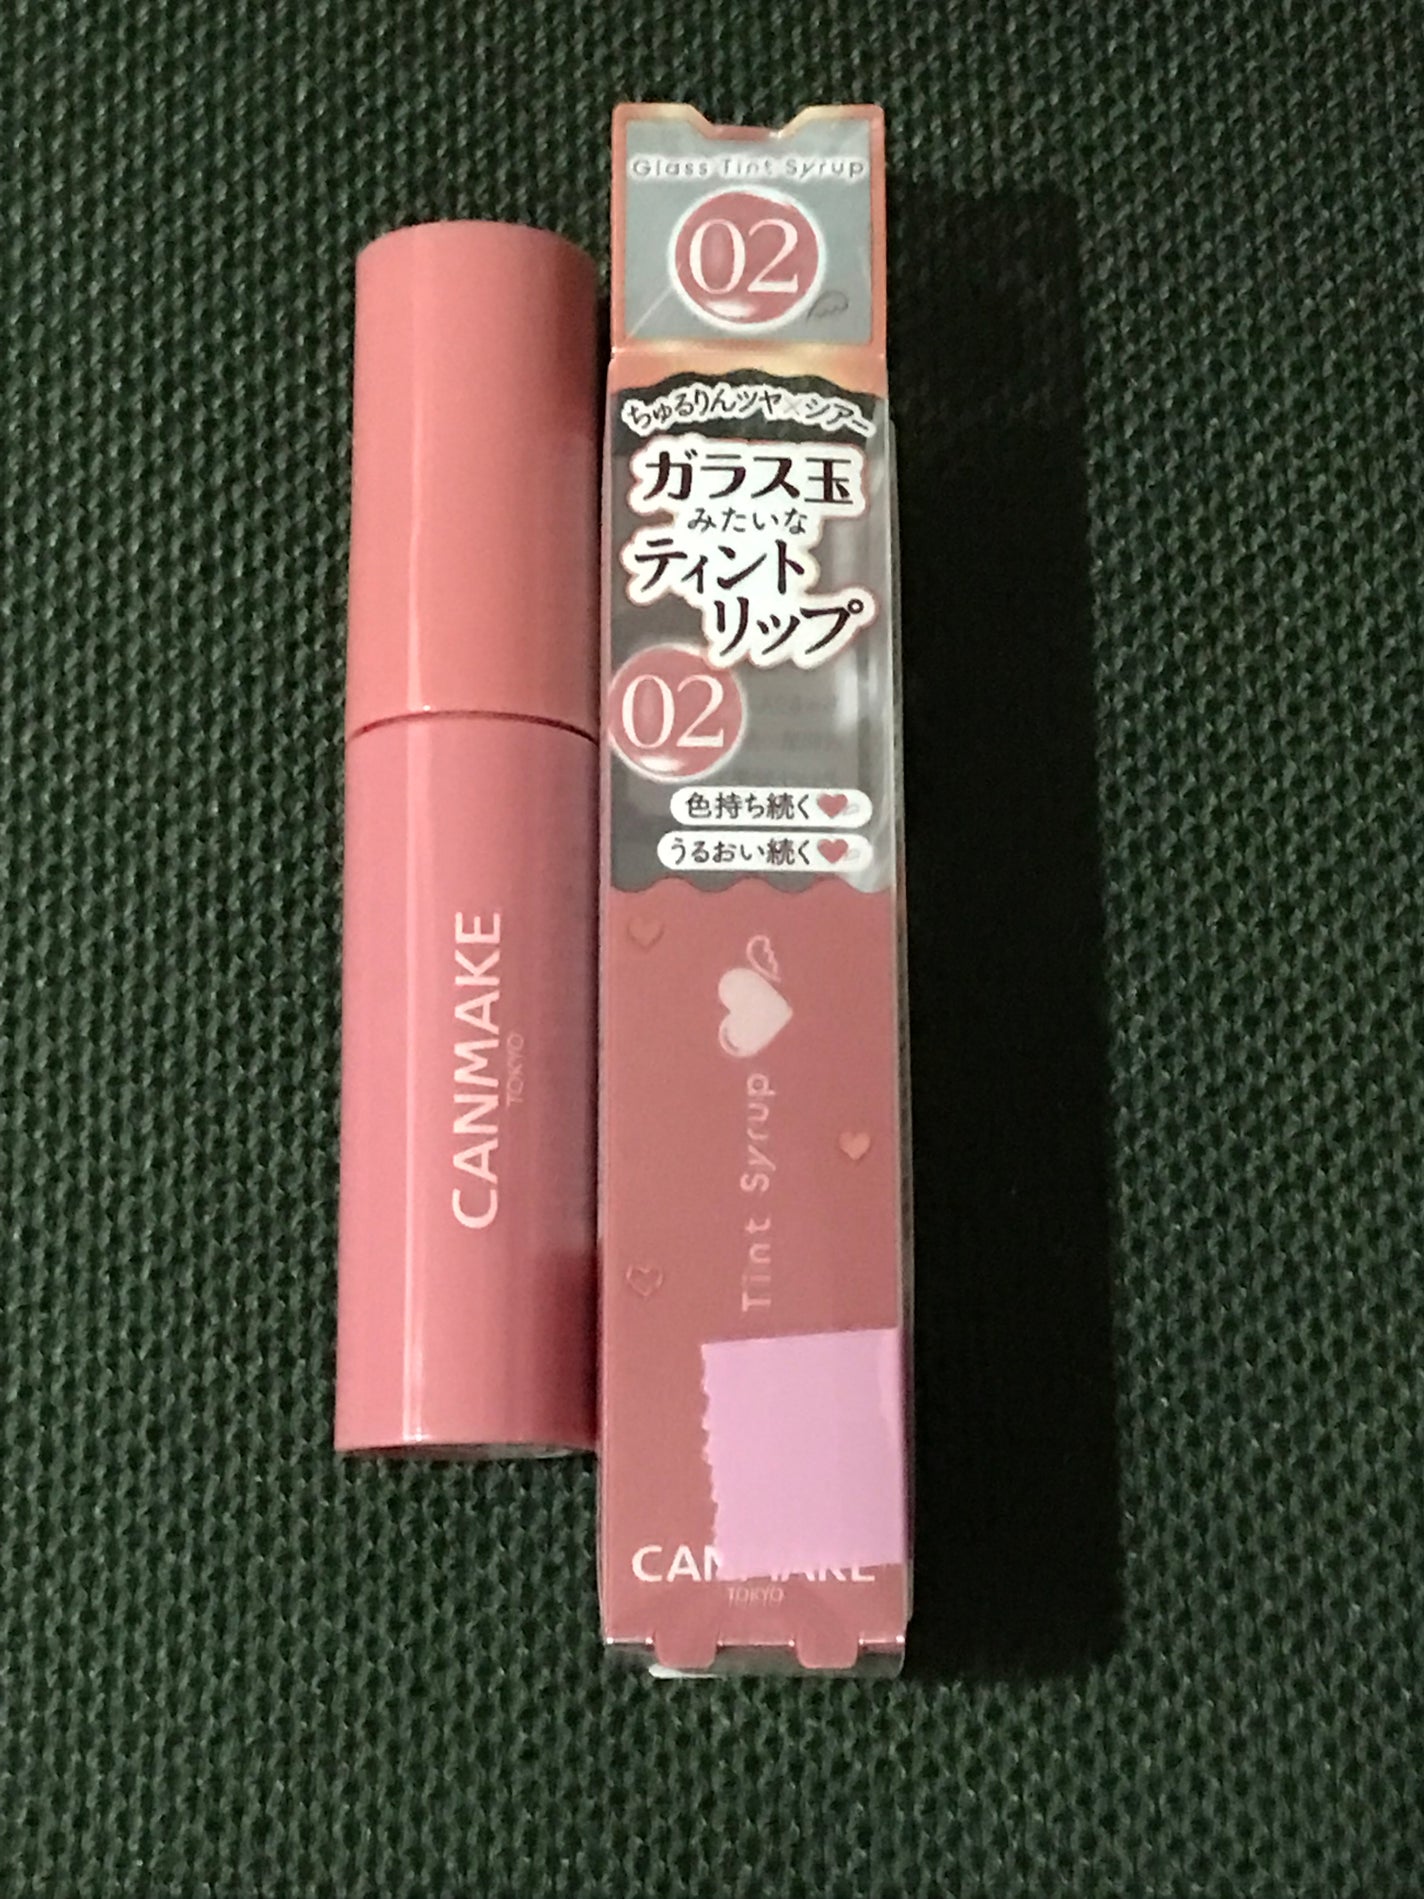 CANMAKE
TOKYO
Glass Tint Syrup
02
ちゅるりんツヤ×シアー
ガラス玉
みたいな
ティント
リップ
02
色持ち続く
うるおい続く
Tint Syrup
CANMAKE
TOKYO